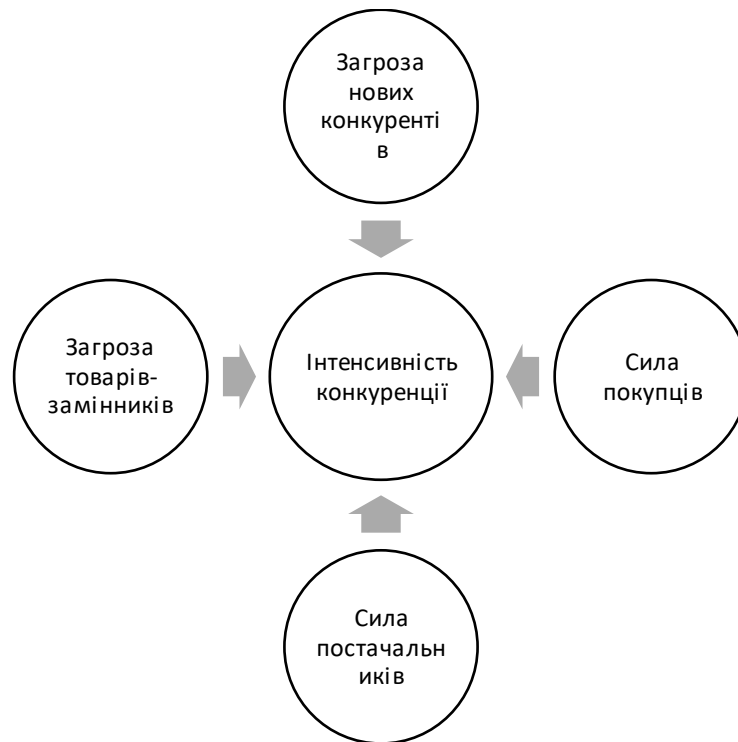 Загроза
нових
конкуренті
в
Загроза
товарів-
замінників
Інтенсивність
конкуренції
Сила
покупців
Сила
постачальн
иків